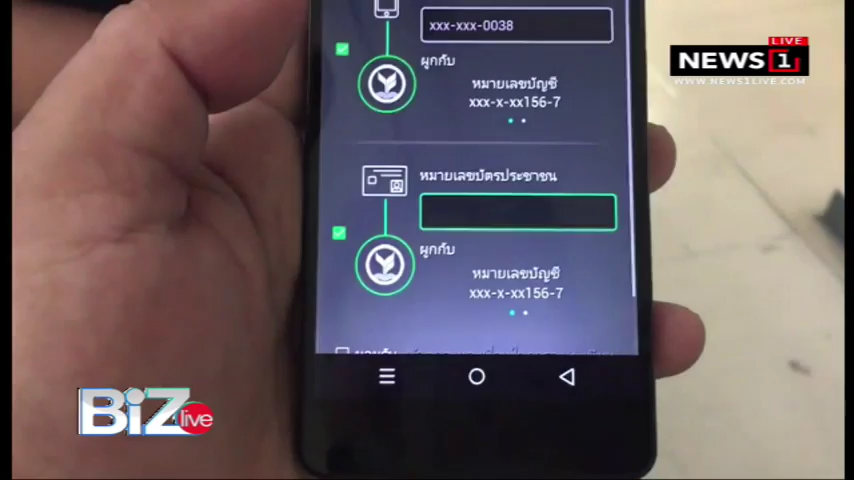 xxx-xxx-0038
LIVE
NEWS 1
WWW.NEWS1LIVE.COM
ผูกกับ
หมายเลขบัญชี
xxx-x-xx156-7
หมายเลขบัตรประชาชน
ผูกกับ
หมายเลขบัญชี
xxx-x-xx156-7
BiZ live